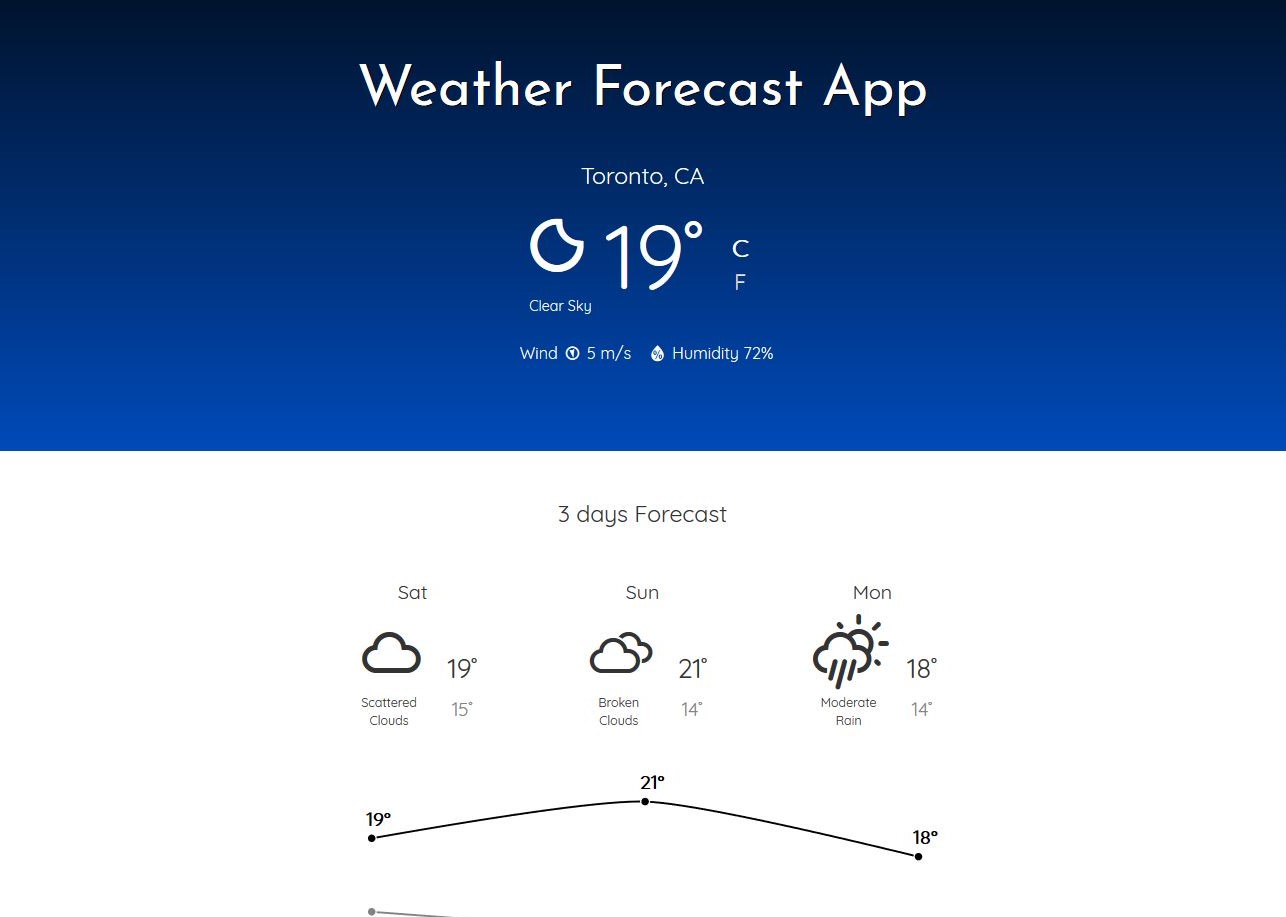 Weather Forecast App
Toronto, CA
19°
C
F
Clear Sky
Wind 5 m/s % Humidity 72%
3 days Forecast
Sat Sun Mon
19° 21° 18°
Scattered Clouds 15°
Broken Clouds 14°
Moderate Rain 14°
21°
19°
18°